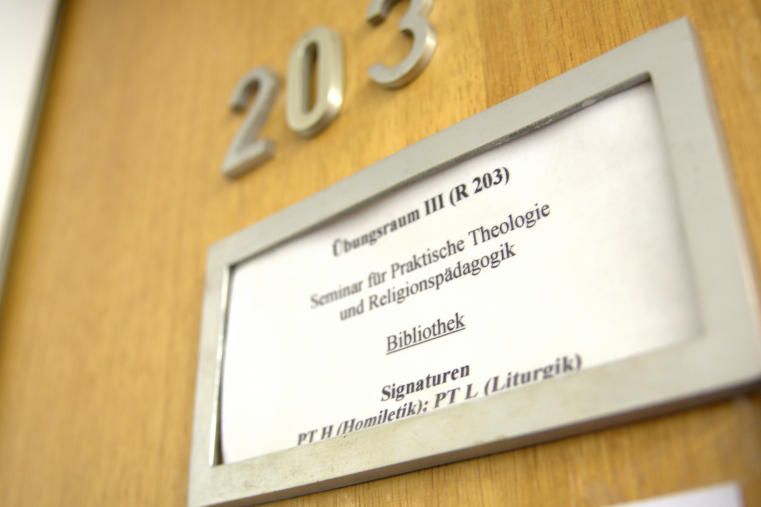 203
Übungsraum III (R 203)
Seminar für Praktische Theologie
und Religionspädagogik
Bibliothek
Signaturen
PT H (Homiletik); PT L (Liturgik)